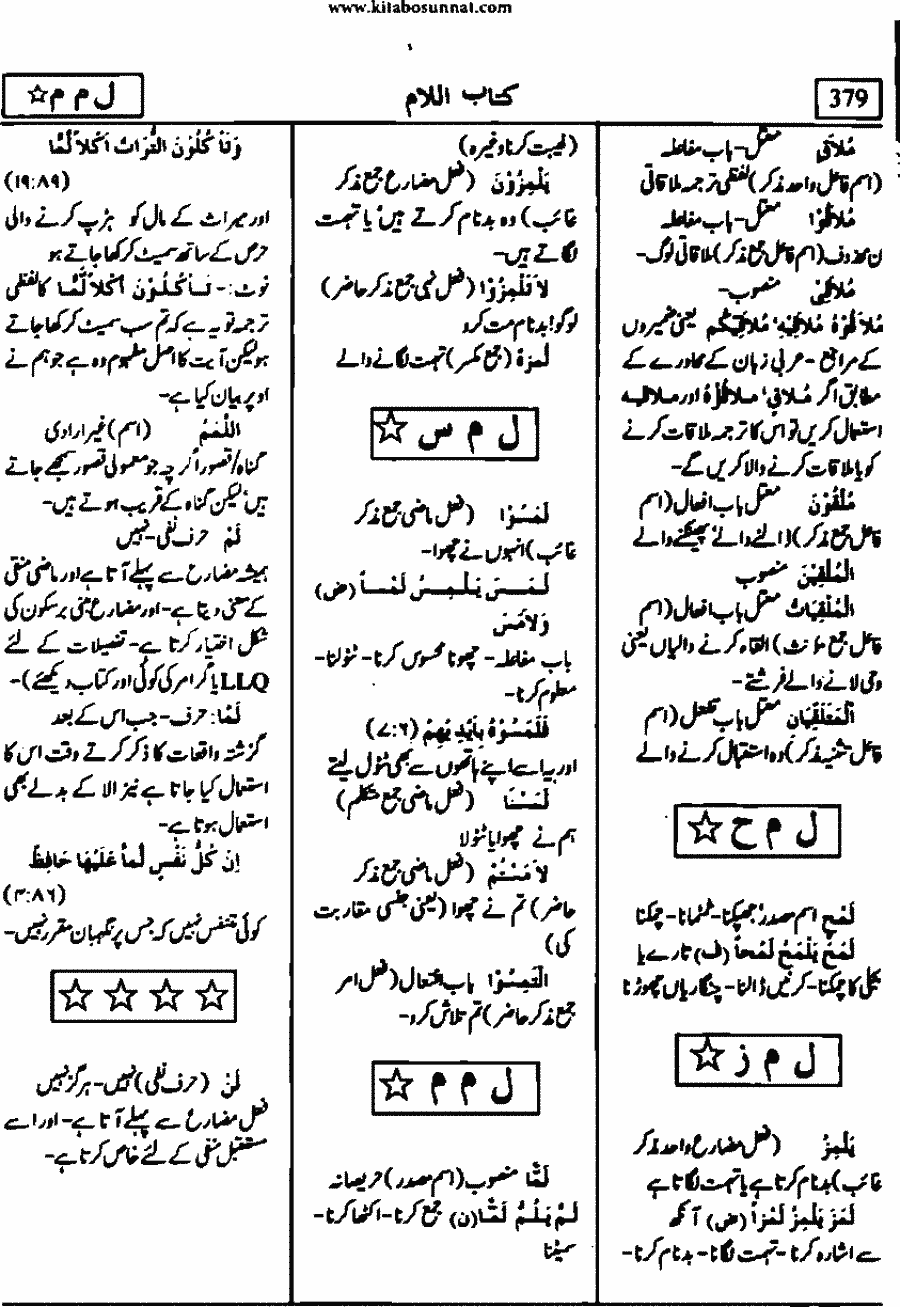 www.kitabosunnat.com
379
کتاب اللام
ل م م ☆
مُلَاقِی معتل- باب مفاعلہ
(اسم فاعل واحد مذکر) لفظی ترجمہ ملاقاتی
مُلَاقُوْا معتل- باب مفاعلہ
ن محذوف (اسم فاعل جمع مذکر) ملاقاتی لوگ-
مُلَاقِیْ منصوب-
مُلَاقُوْهُ مُلَاقِيْهِ، مُلَاقِيْكُم یعنی ضمیروں
کے مراجع - عربی زبان کے محاورے کے
مطابق اگر مُلَاقِي، مُلَاقُوْهُ اور ملاقیہ
استعمال کریں تو اس کا ترجمہ ملاقات کرنے
کو یا ملاقات کرنے والا کریں گے-
مُلْقُوْنَ معتل باب افعال (اسم
فاعل جمع مذکر) (ڈالنے والے، پھینکنے والے
الْمُلْقِيْنَ منصوب
الْمُلْقِيَاتُ معتل باب افعال (اسم
فاعل جمع مؤنث) القاء کرنے والیاں یعنی
وحی لانے والے فرشتے-
اَلْمُتَلَقِّيَان معتل باب تفعل (اسم
فاعل تثنیہ مذکر) وہ استقبال کرنے والے
ل م ح ☆
لَمْحٍ اسم مصدر، جھپکنا- ٹمٹمانا- چمکنا
لَمَحَ يَلْمَحُ لَمْحاً (ف) تارے یا
بجلی کا چمکنا- کرنیں ڈالنا- چنگاریاں چھوڑنا
ل م ز ☆
يَلْمِزُ (فعل مضارع واحد مذکر
غائب) بدنام کرتا ہے یا تہمت لگاتا ہے
لَمَزَ يَلْمِزُ لَمْزاً (ض) آنکھ
سے اشارہ کرنا- تہمت لگانا- بدنام کرنا-
(غیبت کرنا وغیرہ)
يَلْمِزُوْنَ (فعل مضارع جمع مذکر
غائب) وہ بدنام کرتے ہیں، یا تہمت
لگاتے ہیں-
لَا تَلْمِزُوْا (فعل نہی جمع مذکر حاضر)
لوگو! بدنام مت کرو
لُمَزَةُ (جمع مکسر) تہمت لگانے والے
ل م س ☆
لَمَسُوْا (فعل ماضی جمع مذکر
غائب) انہوں نے چھوا-
لَمَسَ يَلْمِسُ لَمْساً (ض)
وَلَامَسَ
باب مفاعلہ- چھونا محسوس کرنا- ٹٹولنا-
معلوم کرنا-
فَلَمَسُوْهُ بِاَيْدِيْهِمْ (۷:۶)
اور یہ اسے اپنے ہاتھوں سے بھی ٹٹول لیتے
لَمَسْنَا (فعل ماضی جمع متکلم)
ہم نے چھوا یا ٹٹولا
لَا مَسْتُمْ (فعل ماضی جمع مذکر
حاضر) تم نے چھوا (یعنی جنسی مقاربت
کی)
الْتَمِسُوْا باب افتعال (فعل امر
جمع مذکر حاضر) تم تلاش کرو-
ل م م ☆
لَمًّا منصوب (اسم مصدر) حریصانہ
لَمَّ يَلُمُّ لَمًّا (ن) جمع کرنا- اکٹھا کرنا-
سمیٹنا
وَتَأْ كُلُوْنَ التُّرَاثَ اَكْلاً لَّمًّا
(۱۹:۸۹)
اور میراث کے مال کو ہڑپ کرنے والی
حرص کے ساتھ سمیٹ کر کھا جاتے ہو
نوٹ:- تَأْكُلُوْنَ اَكْلاً لَّمًّا کا لفظی
ترجمہ تو یہ ہے کہ تم سب سمیٹ کر کھا جاتے
ہو لیکن آیت کا اصل مفہوم وہ ہے جو ہم نے
اوپر بیان کیا ہے-
اللَّمَمُ (اسم) غیر ارادی
گناہ/قصور اگر چہ جو معمولی قصور سمجھے جاتے
ہیں، لیکن گناہ کے قریب ہوتے ہیں-
لَمْ حرف نفی- نہیں
ہمیشہ مضارع سے پہلے آتا ہے اور ماضی منفی
کے معنی دیتا ہے- اور مضارع مبنی بر سکون کی
شکل اختیار کرتا ہے- تفصیلات کے لئے
LLQ یا گرامر کی کوئی اور کتاب دیکھئے)-
لَمَّا: حرف- جب اس کے بعد
گزشتہ واقعات کا ذکر کرتے وقت اس کا
استعمال کیا جاتا ہے نیز الا کے بدلے بھی
استعمال ہوتا ہے-
اِنْ كُلُّ نَفْسٍ لَّمَا عَلَيْهَا حَافِظٌ
(۴:۸۶)
کوئی متنفس نہیں کہ جس پر نگہبان مقرر نہیں-
☆ ☆ ☆ ☆
لَنْ (حرف نفی) نہیں- ہرگز نہیں
فعل مضارع سے پہلے آتا ہے- اور اسے
مستقبل منفی کے لئے خاص کرتا ہے-